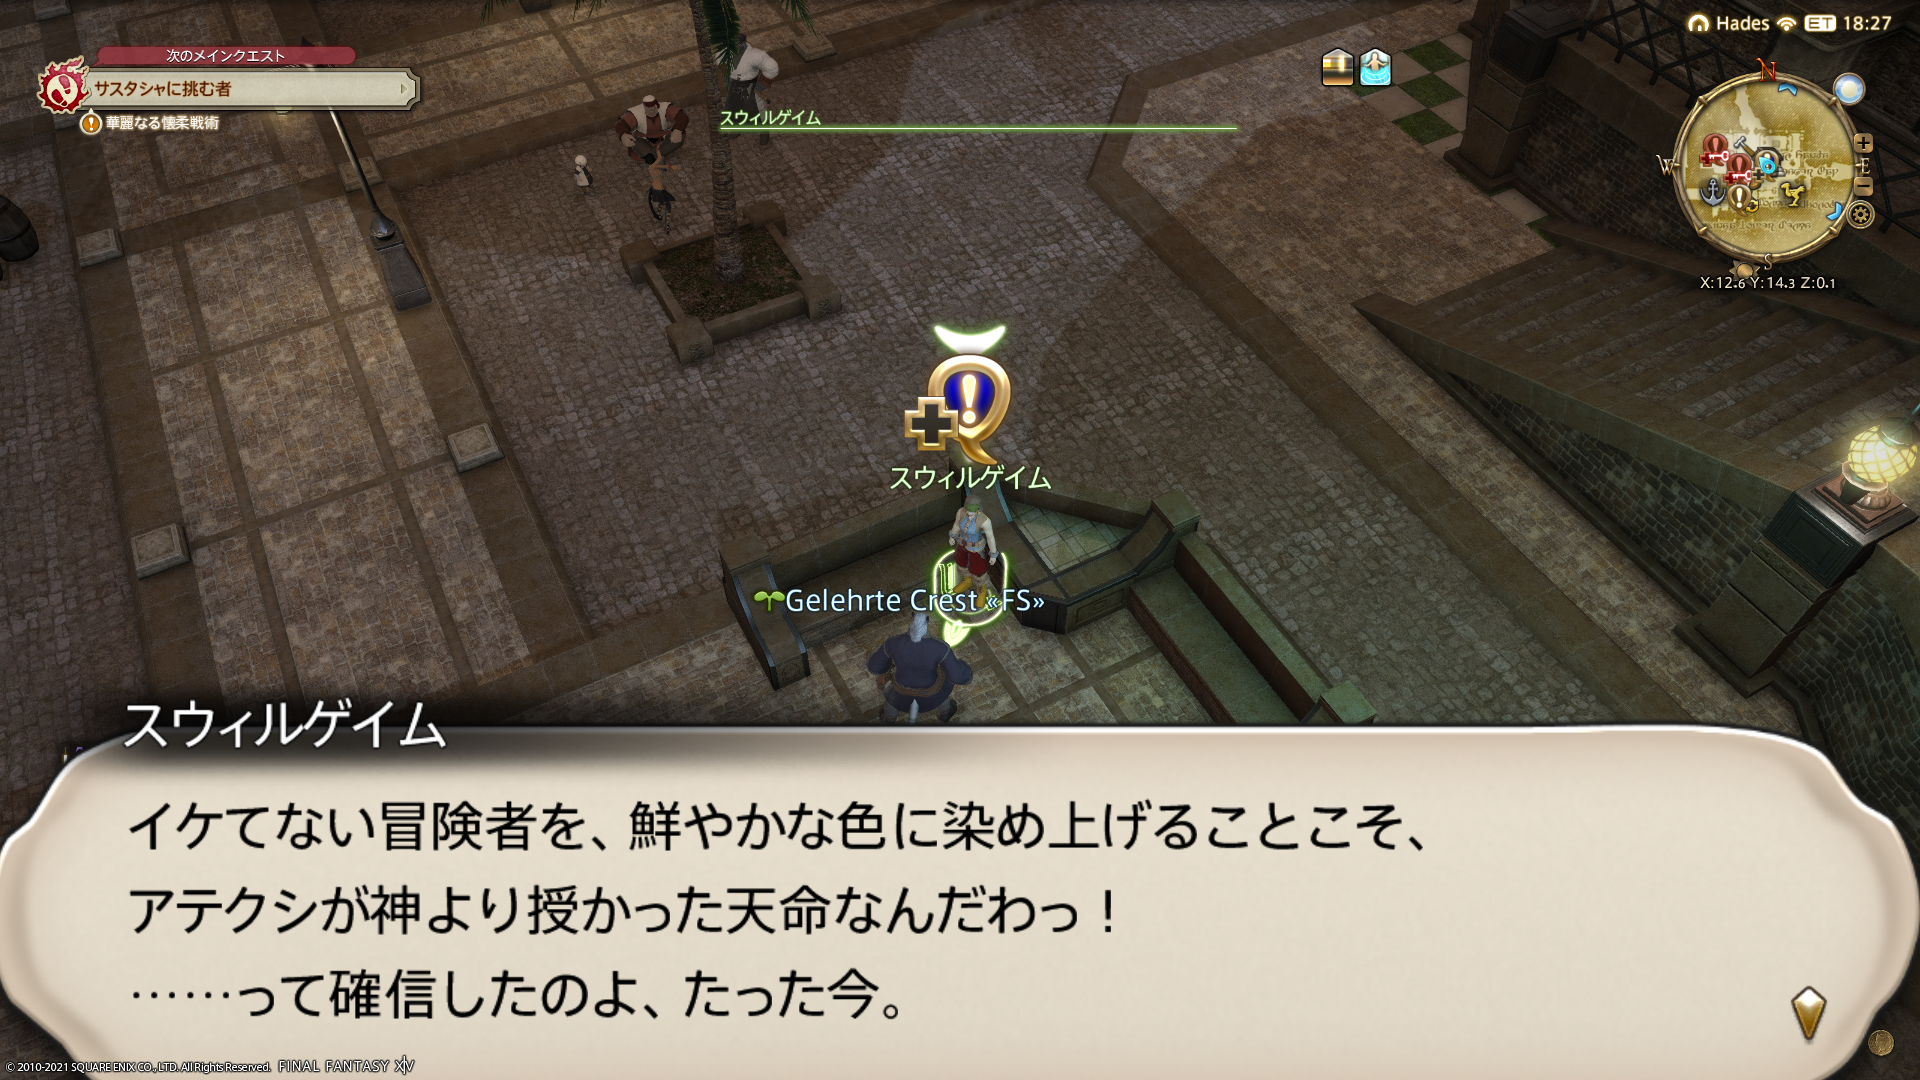 Hades ET 18:27
次のメインクエスト
サスタシャに挑む者
華麗なる懐柔戦術
スウィルゲイム
N
W
E
S
X:12.6 Y:14.3 Z:0.1
スウィルゲイム
Gelehrte Crest «FS»
スウィルゲイム
イケてない冒険者を、鮮やかな色に染め上げることこそ、
アテクシが神より授かった天命なんだわっ！
……って確信したのよ、たった今。
© 2010-2021 SQUARE ENIX CO., LTD. All Rights Reserved. FINAL FANTASY XIV